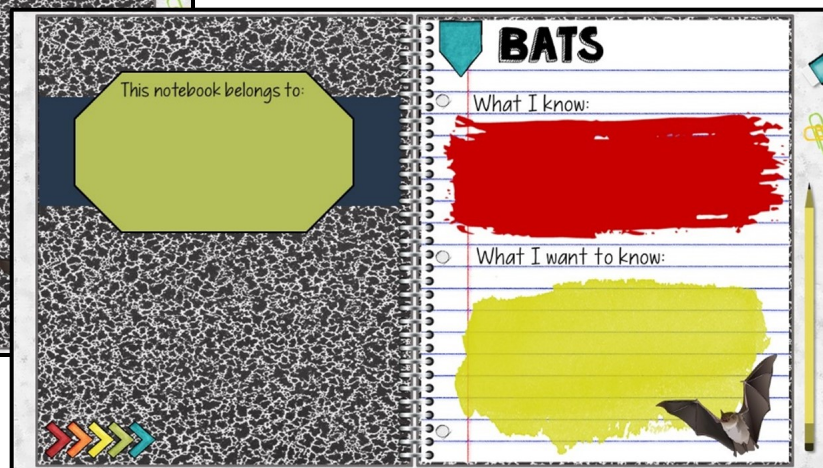 This notebook belongs to:
BATS
What I know:
What I want to know: